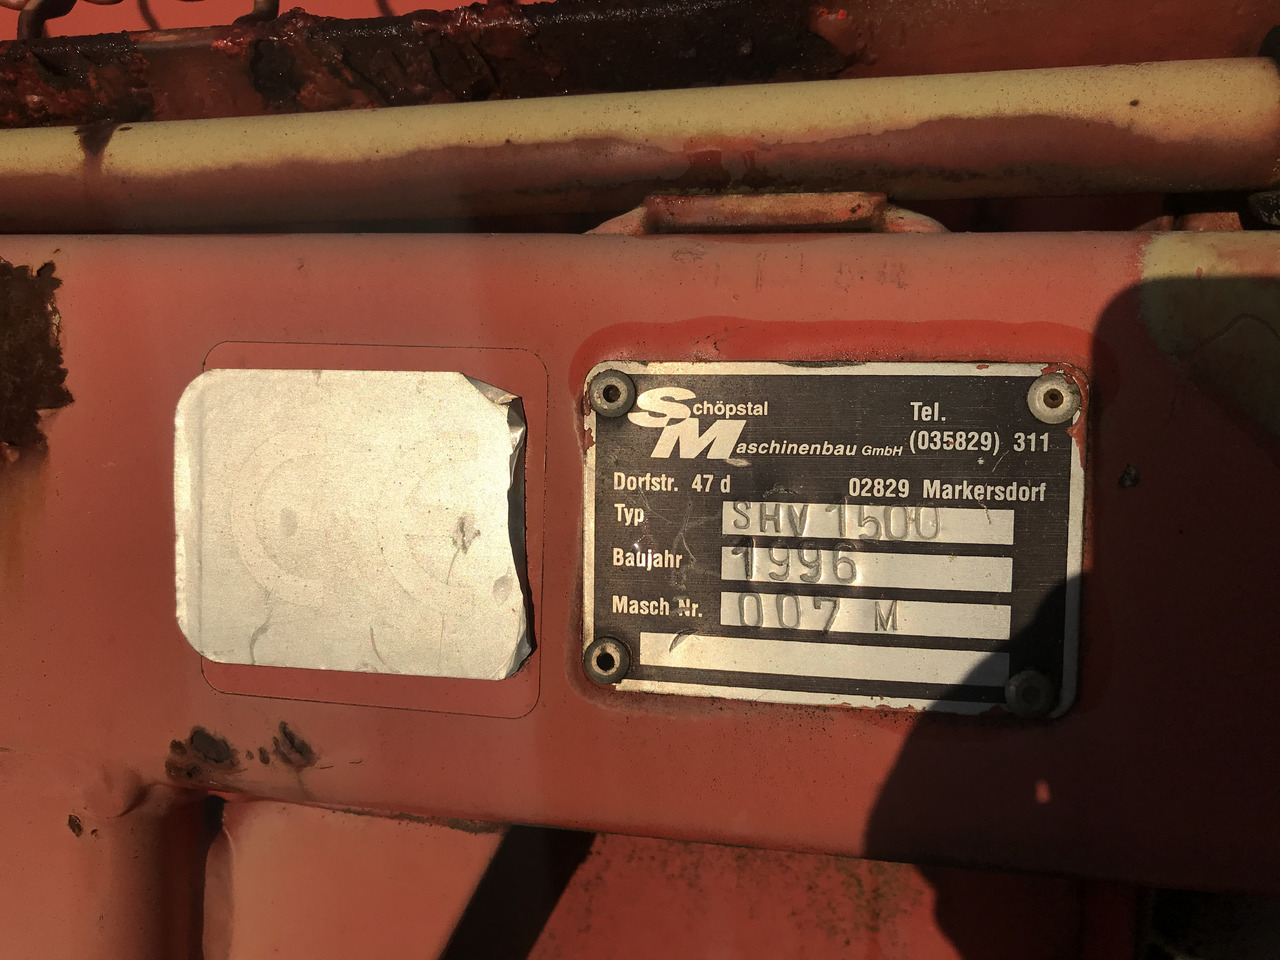 Schöpstal
Maschinenbau GmbH
Tel.
(035829) 311
Dorfstr. 47 d 02829 Markersdorf
Typ SHV 1500
Baujahr 1996
Masch Nr. 007 M